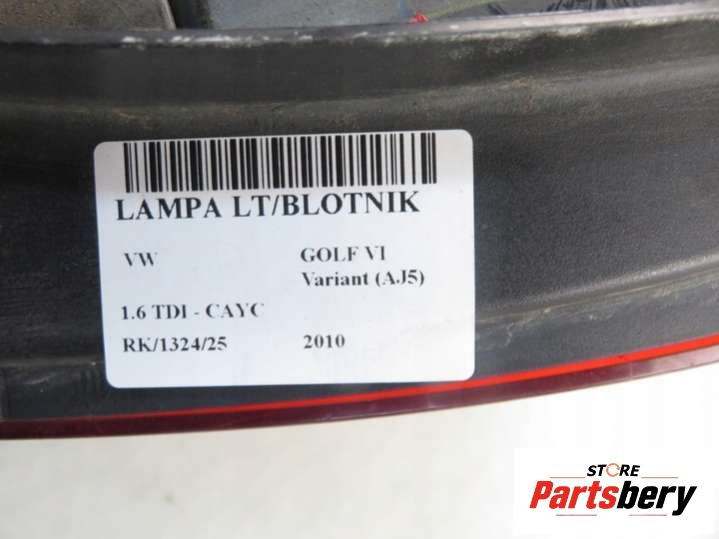 LAMPA LT/BLOTNIK
VW GOLF VI
Variant (AJ5)
1.6 TDI - CAYC
RK/1324/25 2010
STORE
Partsbery